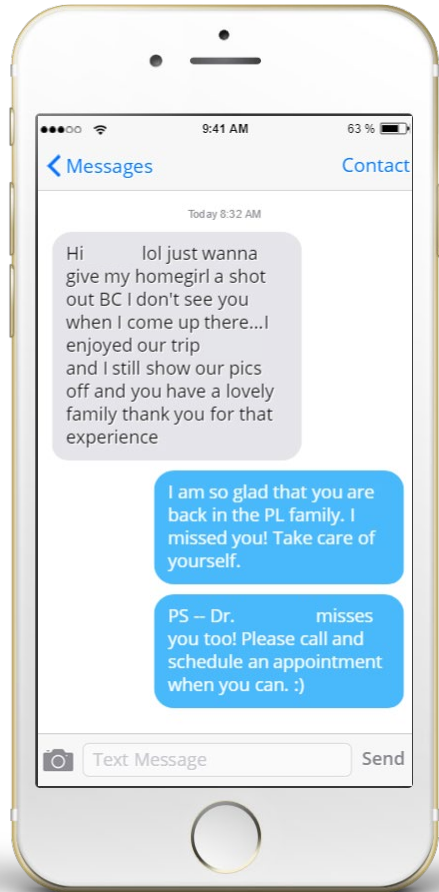 9:41 AM 63 %
Messages Contact
Today 8:32 AM
Hi lol just wanna
give my homegirl a shot
out BC I don't see you
when I come up there...I
enjoyed our trip
and I still show our pics
off and you have a lovely
family thank you for that
experience
I am so glad that you are
back in the PL family. I
missed you! Take care of
yourself.
PS -- Dr. misses
you too! Please call and
schedule an appointment
when you can. :)
Text Message Send